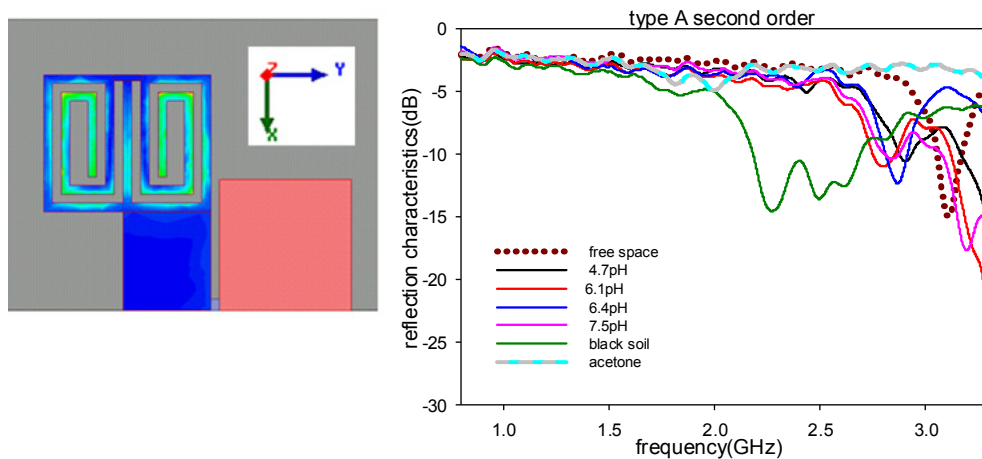 Z
Y
X
type A second order
reflection characteristics(dB)
0
-5
-10
-15
-20
-25
-30
free space
4.7pH
6.1pH
6.4pH
7.5pH
black soil
acetone
1.0 1.5 2.0 2.5 3.0
frequency(GHz)